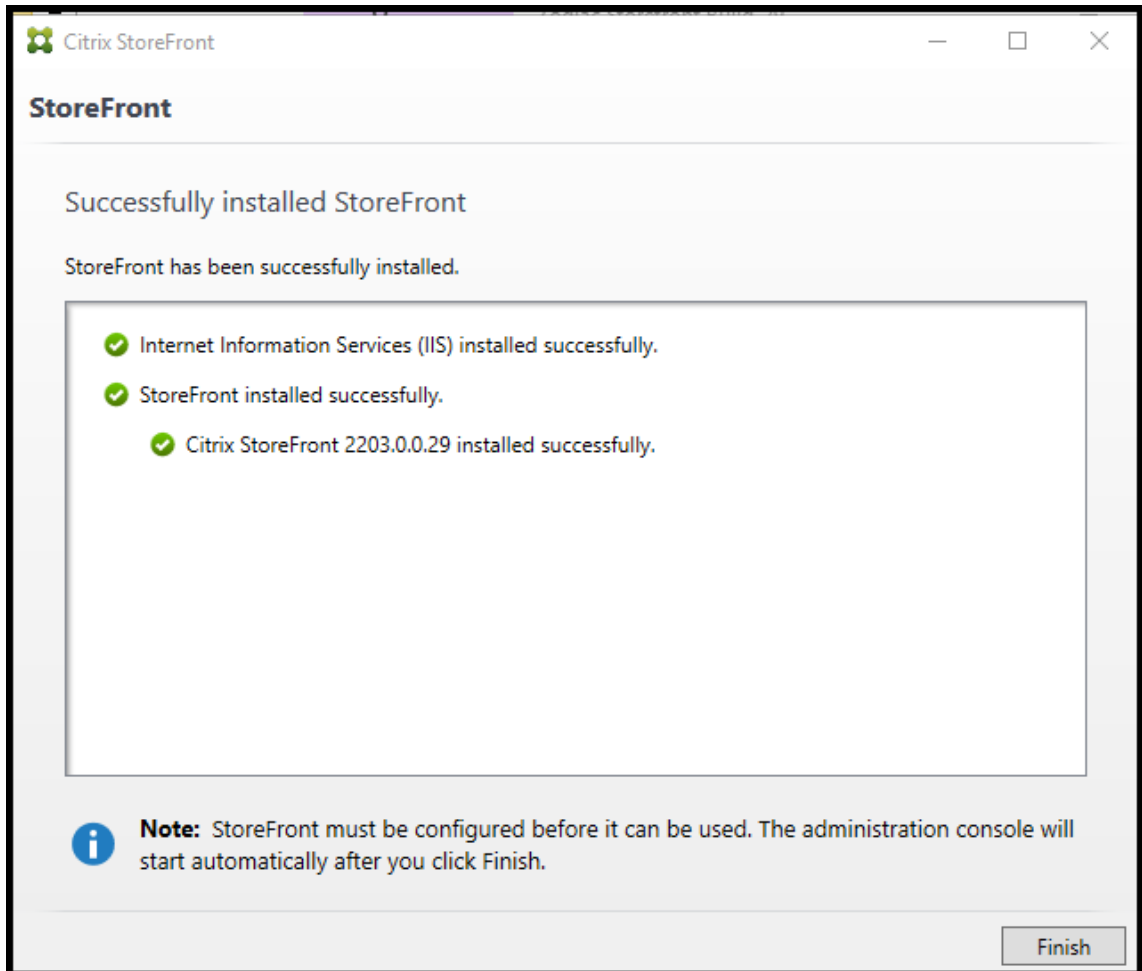 Citrix StoreFront
StoreFront
Successfully installed StoreFront
StoreFront has been successfully installed.
Internet Information Services (IIS) installed successfully.
StoreFront installed successfully.
Citrix StoreFront 2203.0.0.29 installed successfully.
Note: StoreFront must be configured before it can be used. The administration console will
start automatically after you click Finish.
Finish